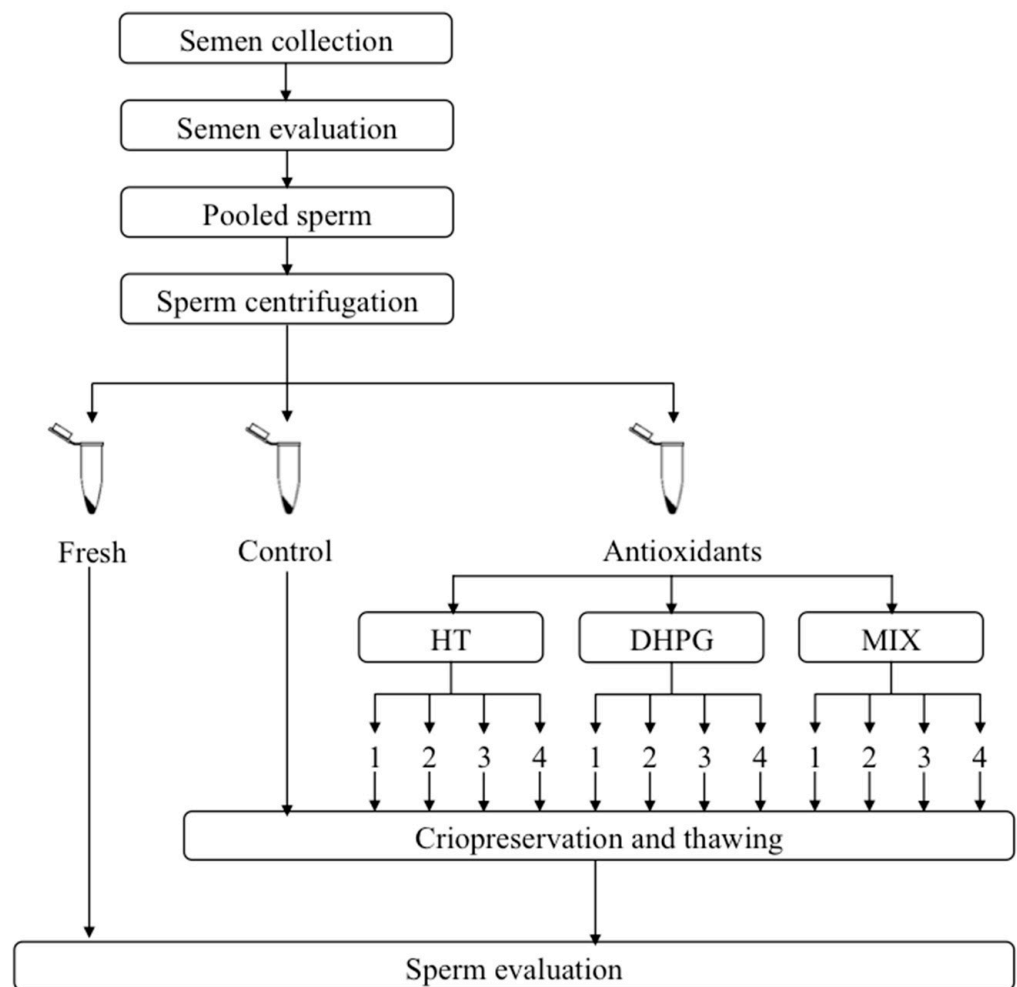 Semen collection
Semen evaluation
Pooled sperm
Sperm centrifugation
Fresh Control Antioxidants
HT DHPG MIX
1 2 3 4 1 2 3 4 1 2 3 4
Criopreservation and thawing
Sperm evaluation